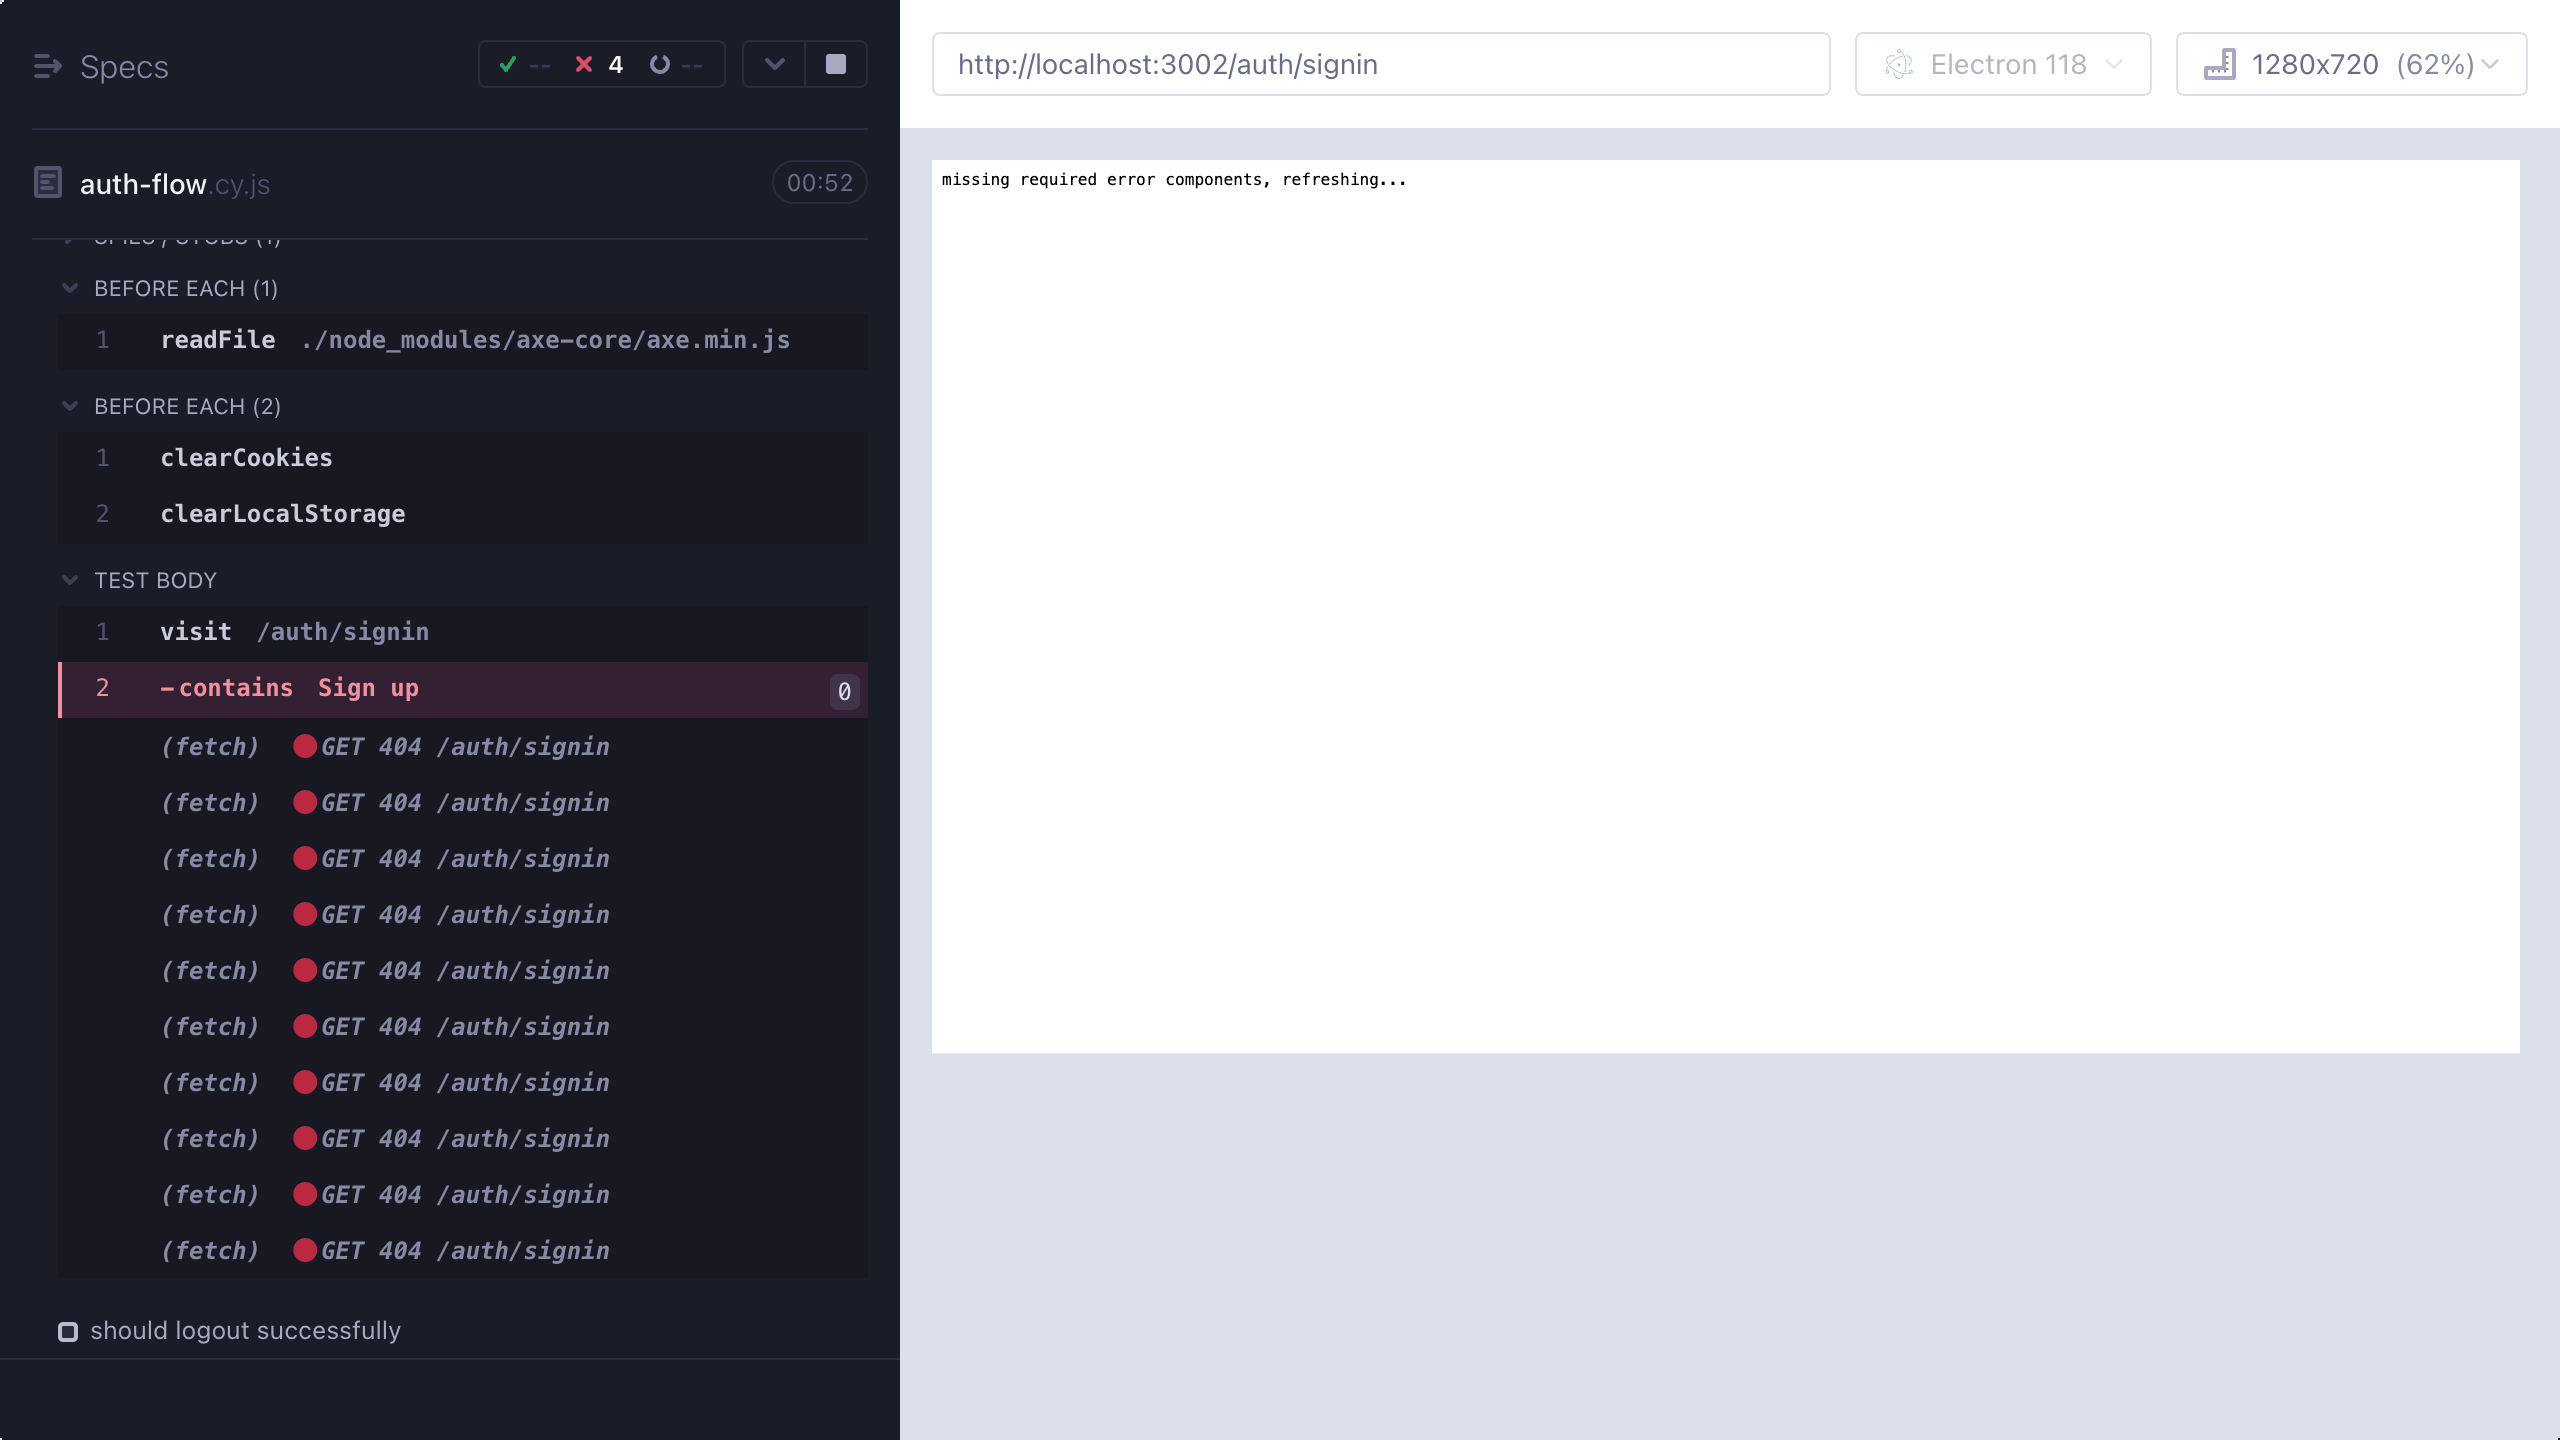 Specs
-- 4 --
auth-flow.cy.js 00:52
BEFORE EACH (1)
1 readFile ./node_modules/axe-core/axe.min.js
BEFORE EACH (2)
1 clearCookies
2 clearLocalStorage
TEST BODY
1 visit /auth/signin
2 -contains Sign up 0
(fetch) GET 404 /auth/signin
(fetch) GET 404 /auth/signin
(fetch) GET 404 /auth/signin
(fetch) GET 404 /auth/signin
(fetch) GET 404 /auth/signin
(fetch) GET 404 /auth/signin
(fetch) GET 404 /auth/signin
(fetch) GET 404 /auth/signin
(fetch) GET 404 /auth/signin
(fetch) GET 404 /auth/signin
should logout successfully
http://localhost:3002/auth/signin
Electron 118
1280x720 (62%)
missing required error components, refreshing...